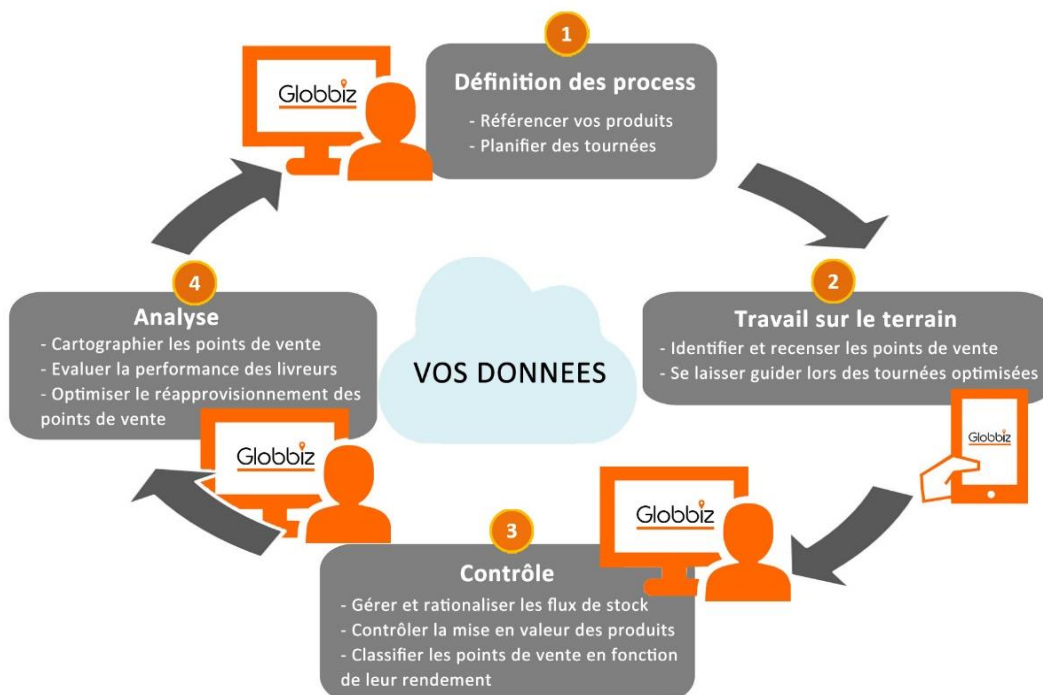 1
Globbiz
Définition des process
- Référencer vos produits
- Planifier des tournées
2
Travail sur le terrain
- Identifier et recenser les points de vente
- Se laisser guider lors des tournées optimisées
Globbiz
3
Globbiz
Contrôle
- Gérer et rationaliser les flux de stock
- Contrôler la mise en valeur des produits
- Classifier les points de vente en fonction
de leur rendement
4
Analyse
- Cartographier les points de vente
- Evaluer la performance des livreurs
- Optimiser le réapprovisionnement des
points de vente
Globbiz
VOS DONNEES